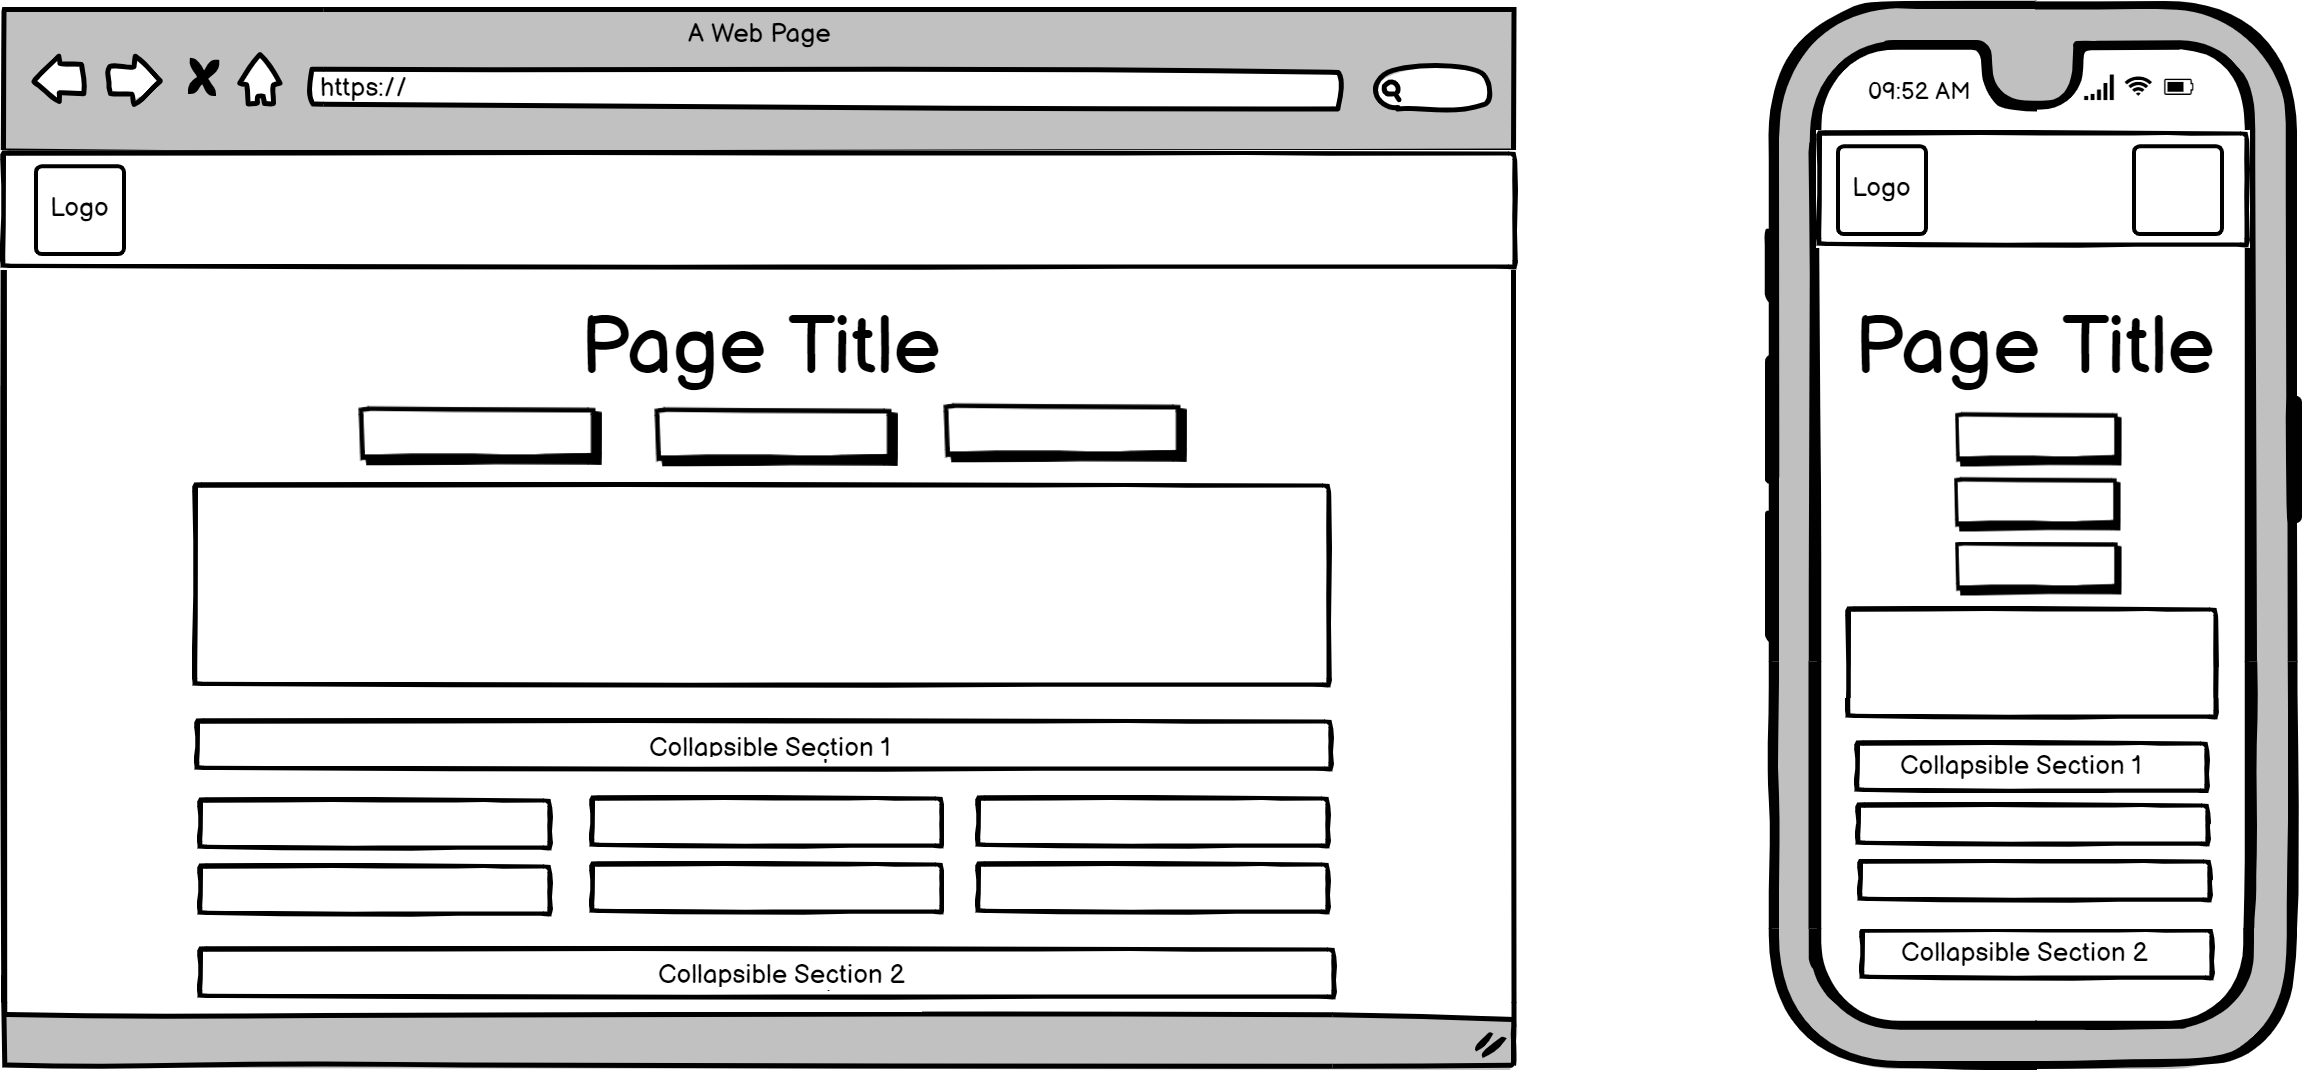 A Web Page
https://
Logo
Page Title
Collapsible Section 1
Collapsible Section 2
09:52 AM
Logo
Page Title
Collapsible Section 1
Collapsible Section 2